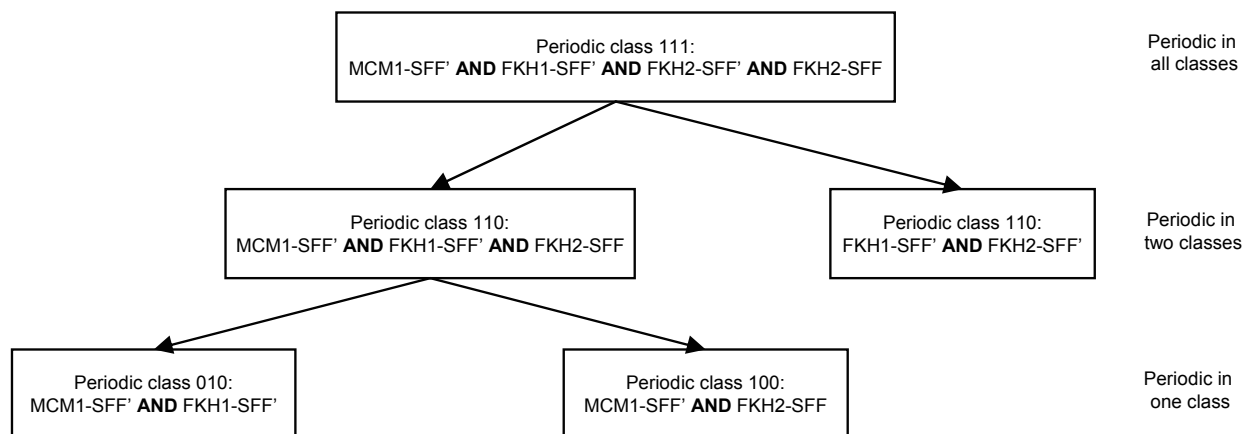 Periodic class 111:
MCM1-SFF’ AND FKH1-SFF’ AND FKH2-SFF’ AND FKH2-SFF
Periodic in
all classes
Periodic class 110:
MCM1-SFF’ AND FKH1-SFF’ AND FKH2-SFF
Periodic class 110:
FKH1-SFF’ AND FKH2-SFF’
Periodic in
two classes
Periodic class 010:
MCM1-SFF’ AND FKH1-SFF’
Periodic class 100:
MCM1-SFF’ AND FKH2-SFF
Periodic in
one class